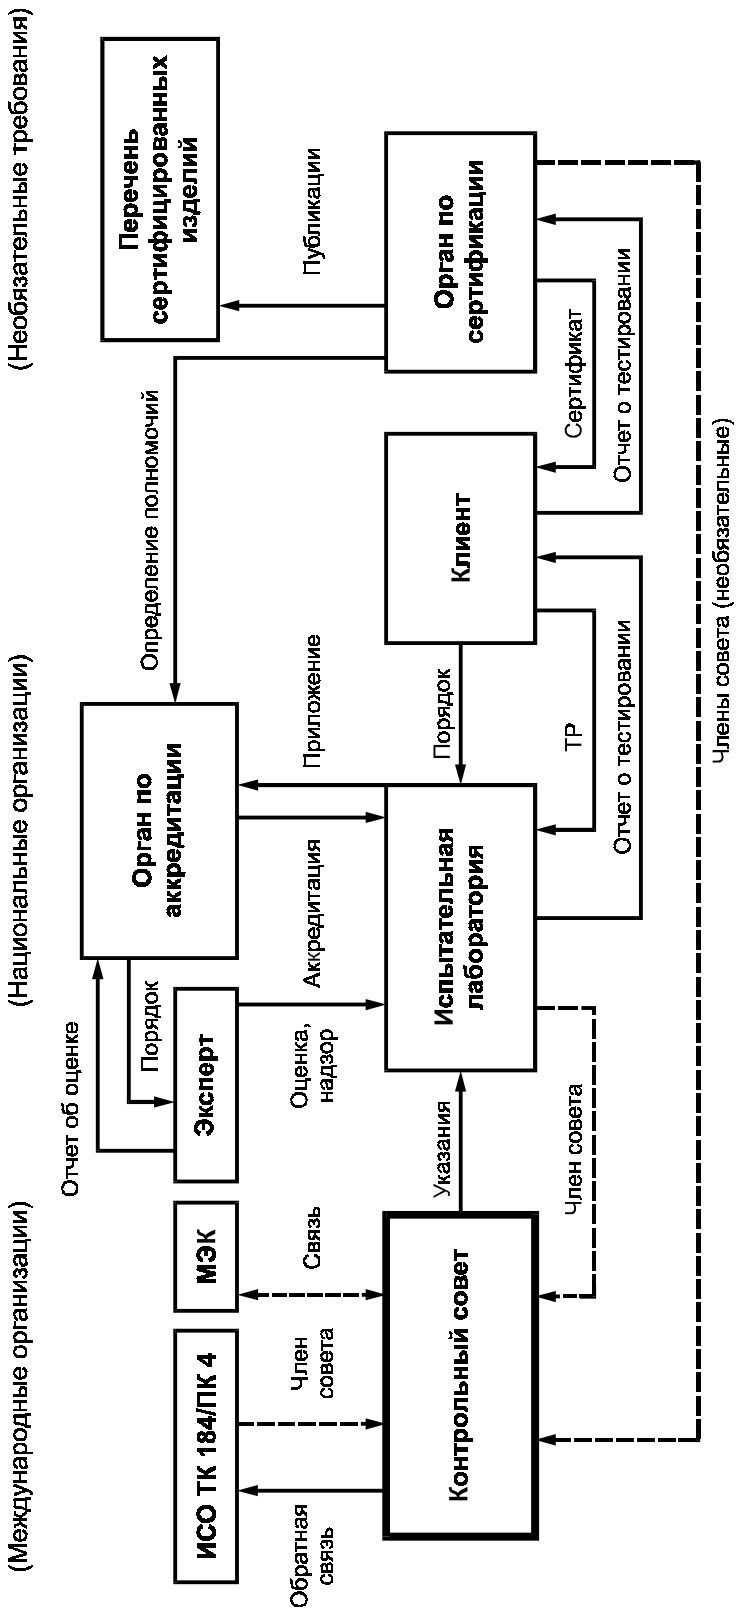 (Международные организации)
(Национальные организации)
(Необязательные требования)
Отчет об оценке
Порядок
Орган по
аккредитации
Определение полномочий
Перечень
сертифицированных
изделий
ИСО ТК 184/ПК 4
МЭК
Эксперт
Обратная
связь
Член
совета
Связь
Оценка,
надзор
Аккредитация
Приложение
Публикации
Контрольный совет
Указания
Испытательная
лаборатория
Порядок
Клиент
Орган по
сертификации
Член совета
ТР
Сертификат
Отчет о тестировании
Отчет о тестировании
Члены совета (необязательные)